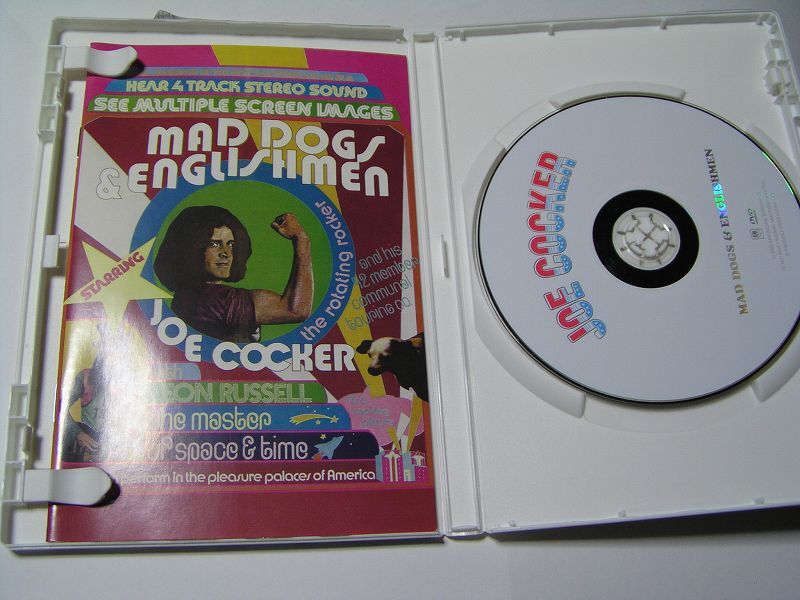 HEAR 4 TRACK STEREO SOUND
SEE MULTIPLE SCREEN IMAGES
MAD DOGS
& ENGLISHMEN
STARRING
JOE COCKER
the rotating rocker
and his
42 member
communal
touring co.
with
LEON RUSSELL
the master
of space & time
perform in the pleasure palaces of America
JOE COCKER
MAD DOGS & ENGLISHMEN
DVD